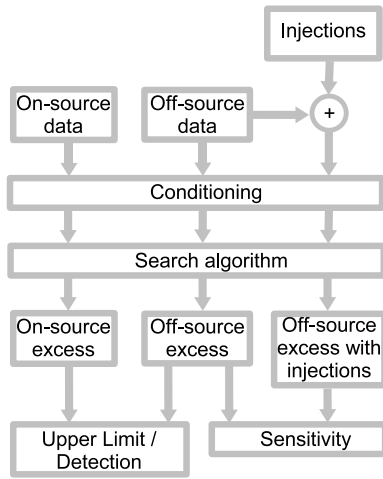 Injections
On-source
data
Off-source
data
+
Conditioning
Search algorithm
On-source
excess
Off-source
excess
Off-source
excess with
injections
Upper Limit /
Detection
Sensitivity